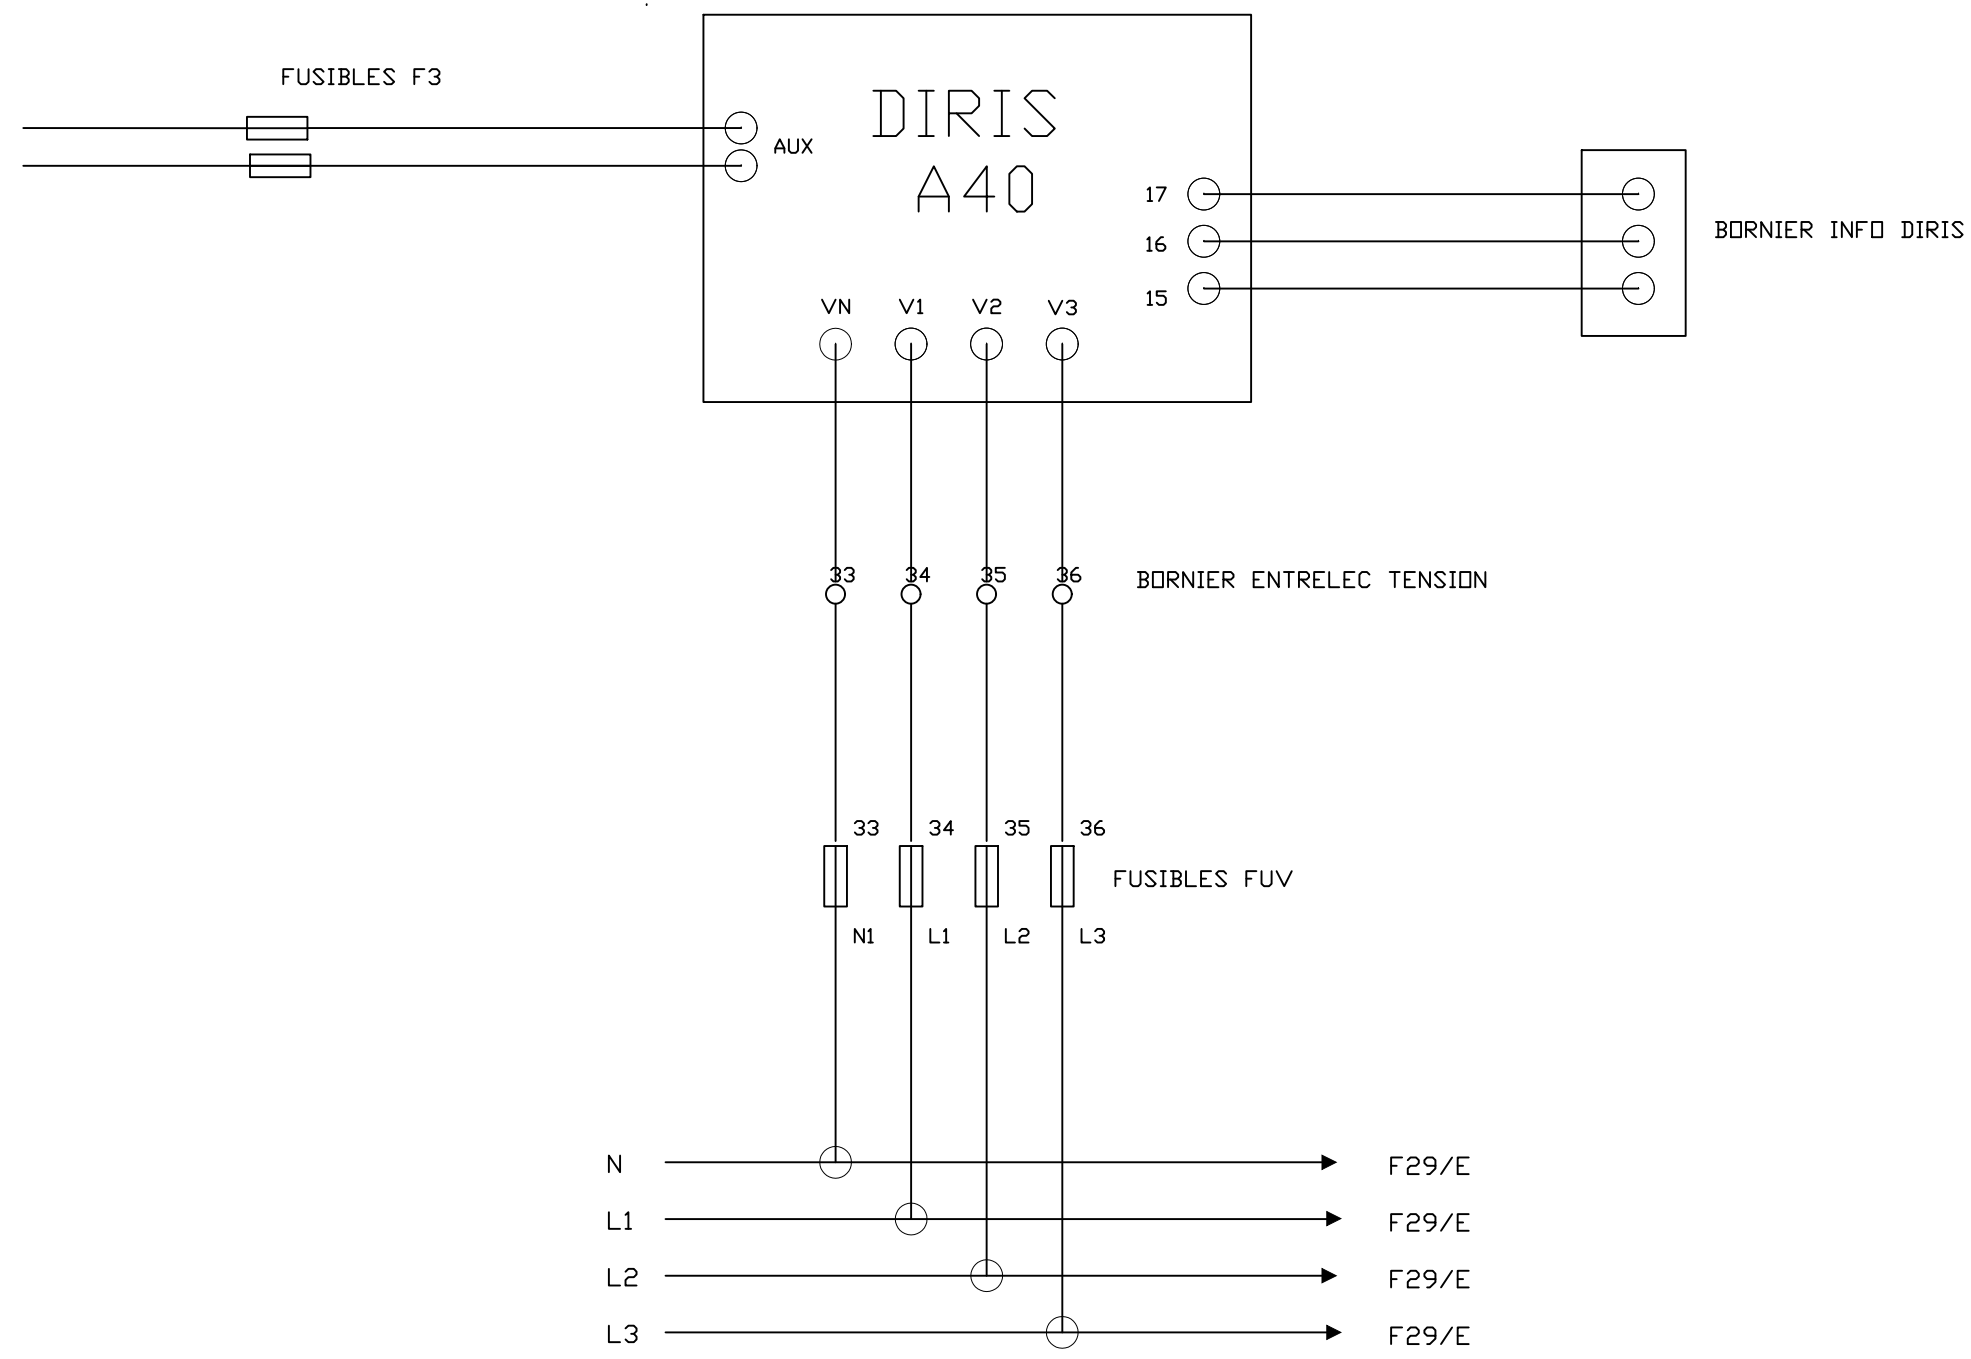 FUSIBLES F3
DIRIS
A40
AUX
17
16
15
BORNIER INFO DIRIS
VN V1 V2 V3
33 34 35 36 BORNIER ENTRELEC TENSION
33 34 35 36
FUSIBLES FUV
N1 L1 L2 L3
N F29/E
L1 F29/E
L2 F29/E
L3 F29/E